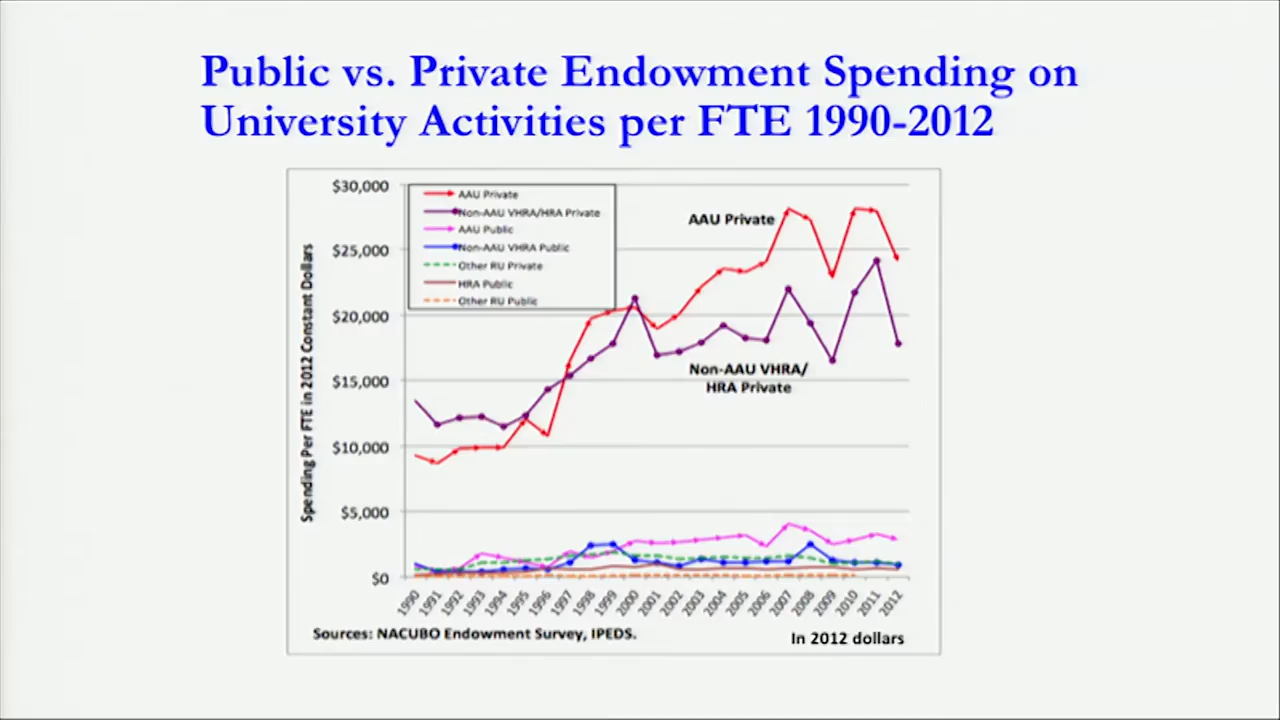 Public vs. Private Endowment Spending on
University Activities per FTE 1990-2012
$30,000
$25,000
$20,000
$15,000
$10,000
$5,000
$0
Spending Per FTE in 2012 Constant Dollars
AAU Private
Non-AAU VHRA/HRA Private
AAU Public
Non-AAU VHRA Public
Other RU Private
HRA Public
Other RU Public
AAU Private
Non-AAU VHRA/
HRA Private
1990
1991
1992
1993
1994
1995
1996
1997
1998
1999
2000
2001
2002
2003
2004
2005
2006
2007
2008
2009
2010
2011
2012
Sources: NACUBO Endowment Survey, IPEDS.
In 2012 dollars